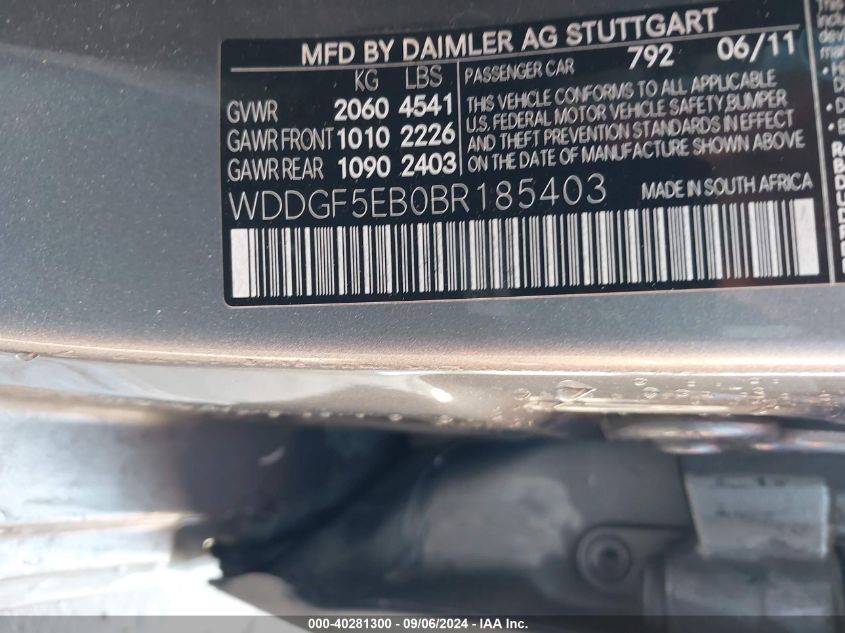 MFD BY DAIMLER AG STUTTGART
KG LBS PASSENGER CAR 792 06/11
GVWR 2060 4541
GAWR FRONT 1010 2226
GAWR REAR 1090 2403
THIS VEHICLE CONFORMS TO ALL APPLICABLE
U.S. FEDERAL MOTOR VEHICLE SAFETY, BUMPER
AND THEFT PREVENTION STANDARDS IN EFFECT
ON THE DATE OF MANUFACTURE SHOWN ABOVE
WDDGF5EB0BR185403 MADE IN SOUTH AFRICA
000-40281300 - 09/06/2024 - IAA Inc.